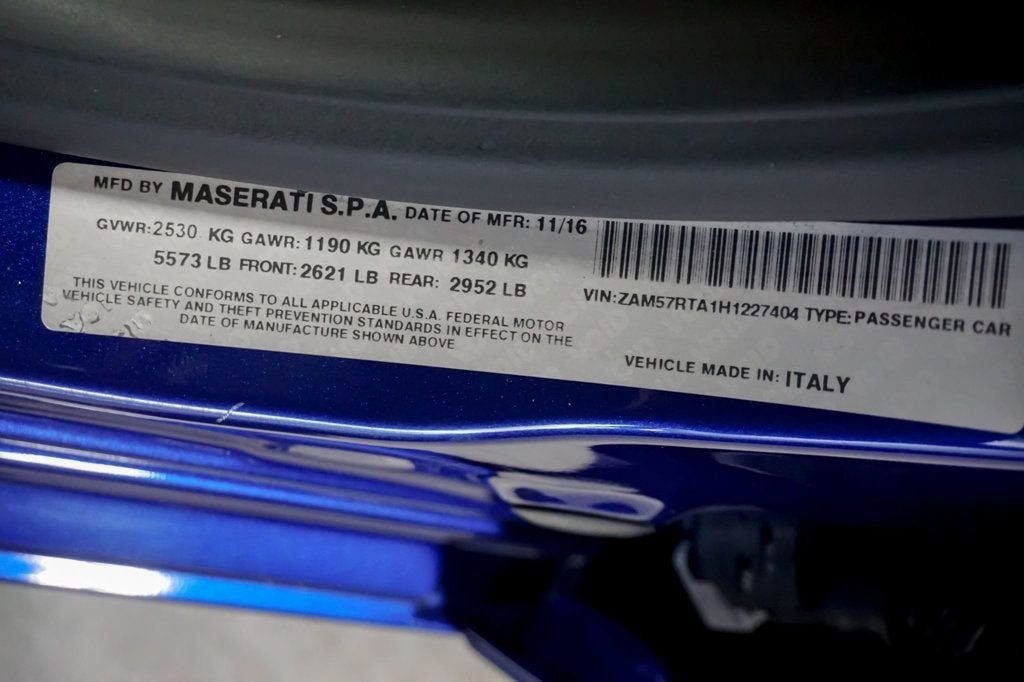 MFD BY MASERATI S.P.A. DATE OF MFR: 11/16
GVWR:2530 KG GAWR:1190 KG GAWR 1340 KG
5573 LB FRONT:2621 LB REAR: 2952 LB
THIS VEHICLE CONFORMS TO ALL APPLICABLE U.S.A. FEDERAL MOTOR
VEHICLE SAFETY AND THEFT PREVENTION STANDARDS IN EFFECT ON THE
DATE OF MANUFACTURE SHOWN ABOVE
VIN:ZAM57RTA1H1227404 TYPE:PASSENGER CAR
VEHICLE MADE IN: ITALY